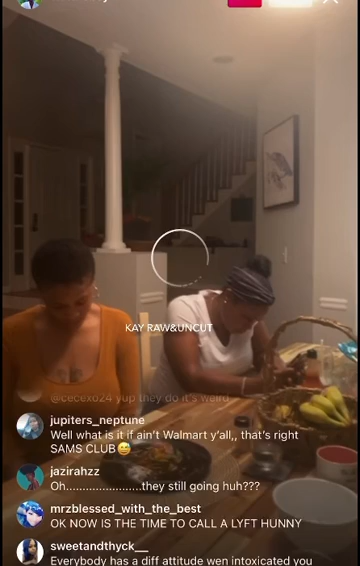 KAY RAW&UNCUT
@cecexo24 yup they do it's weird
jupiters_neptune
Well what is it if ain't Walmart y'all,, that's right
SAMS CLUB😅
jazirahzz
Oh.......................they still going huh???
mrzblessed_with_the_best
OK NOW IS THE TIME TO CALL A LYFT HUNNY
sweetandthyck__
Everybody has a diff attitude wen intoxicated you